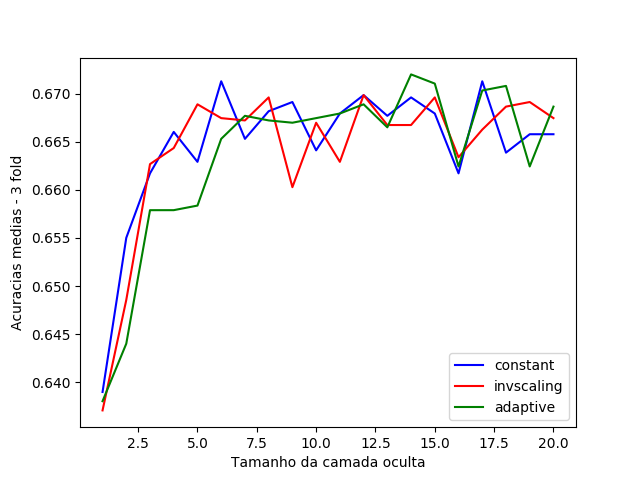 0.670
0.665
0.660
0.655
0.650
0.645
0.640
Acuracias medias - 3 fold
constant
invscaling
adaptive
2.5 5.0 7.5 10.0 12.5 15.0 17.5 20.0
Tamanho da camada oculta